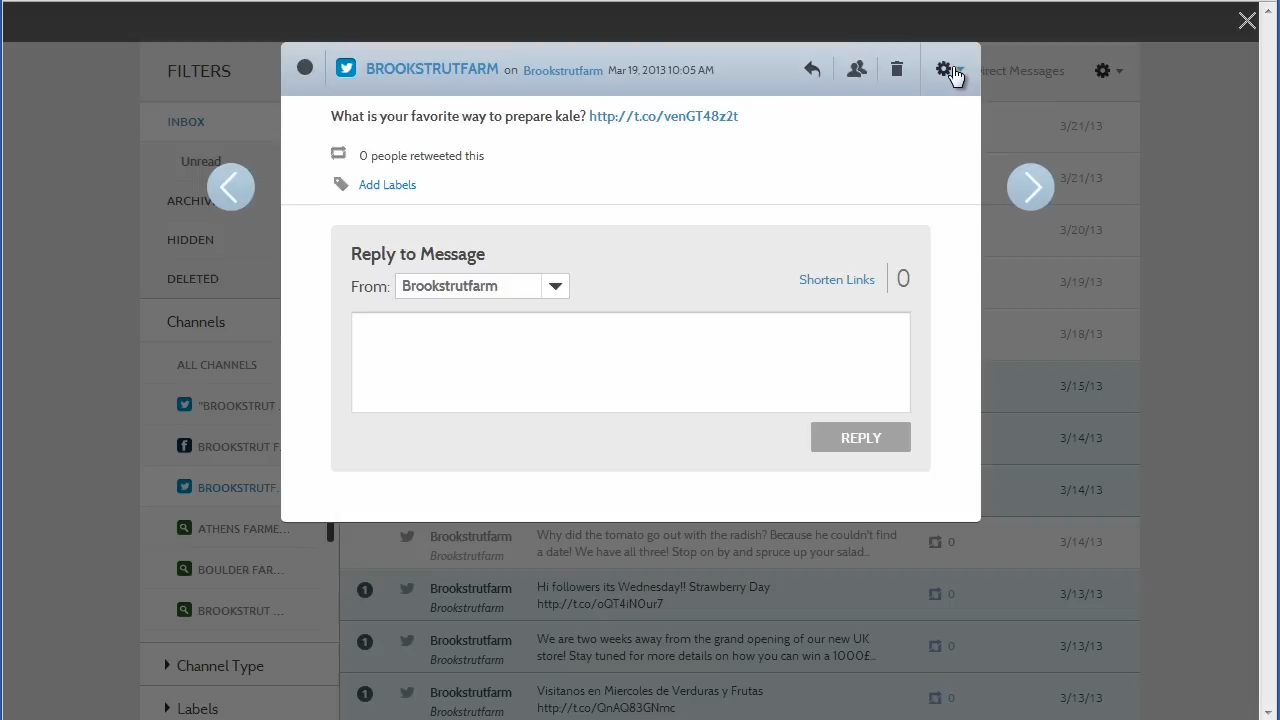 FILTERS
INBOX
Unread
ARCHIV
HIDDEN
DELETED
Channels
ALL CHANNELS
"BROOKSTRUT ...
BROOKSTRUT F
BROOKSTRUTF.
ATHENS FARME...
BOULDER FAR...
BROOKSTRUT ...
Channel Type
Labels
BROOKSTRUTFARM on Brookstrutfarm Mar 19, 2013 10:05 AM
What is your favorite way to prepare kale? http://t.co/venGT48z2t
0 people retweeted this
Add Labels
Reply to Message
From: Brookstrutfarm
Shorten Links 0
REPLY
irect Messages
3/21/13
3/21/13
3/20/13
3/19/13
3/18/13
3/15/13
3/14/13
3/14/13
Brookstrutfarm
Brookstrutfarm
Why did the tomato go out with the radish? Because he couldn't find
a date! We have all three! Stop on by and spruce up your salad..
0
3/14/13
1
Brookstrutfarm
Brookstrutfarm
Hi followers its Wednesday!! Strawberry Day
http://t.co/oQT4iN0ur7
0
3/13/13
1
Brookstrutfarm
Brookstrutfarm
We are two weeks away from the grand opening of our new UK
store! Stay tuned for more details on how you can win a 1000£..
0
3/13/13
1
Brookstrutfarm
Brookstrutfarm
Visitanos en Miercoles de Verduras y Frutas
http://t.co/QnAQ83GNmc
0
3/13/13